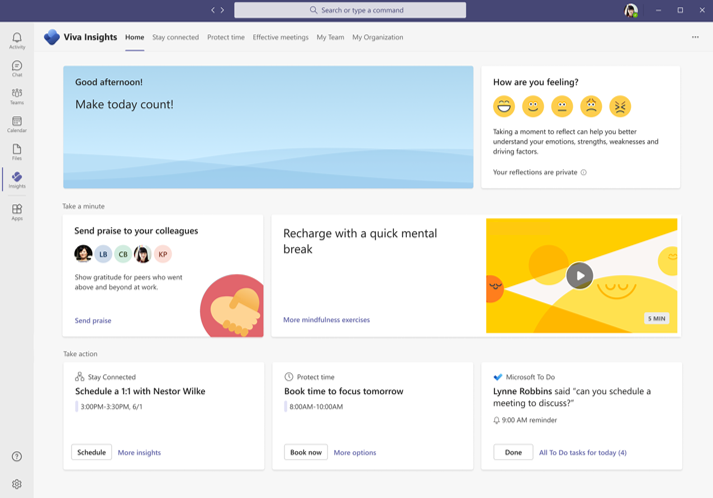 Search or type a command
Viva Insights
Home
Stay connected
Protect time
Effective meetings
My Team
My Organization
Activity
Chat
Teams
Calendar
Files
Insights
Apps
Good afternoon!
Make today count!
How are you feeling?
Taking a moment to reflect can help you better
understand your emotions, strengths, weaknesses and
driving factors.
Your reflections are private
Take a minute
Send praise to your colleagues
LB
CB
KP
Show gratitude for peers who went
above and beyond at work.
Send praise
Recharge with a quick mental
break
More mindfulness exercises
5 MIN
Take action
Stay Connected
Schedule a 1:1 with Nestor Wilke
3:00PM-3:30PM, 6/1
Schedule
More insights
Protect time
Book time to focus tomorrow
8:00AM-10:00AM
Book now
More options
Microsoft To Do
Lynne Robbins said "can you schedule a
meeting to discuss?"
9:00 AM reminder
Done
All To Do tasks for today (4)